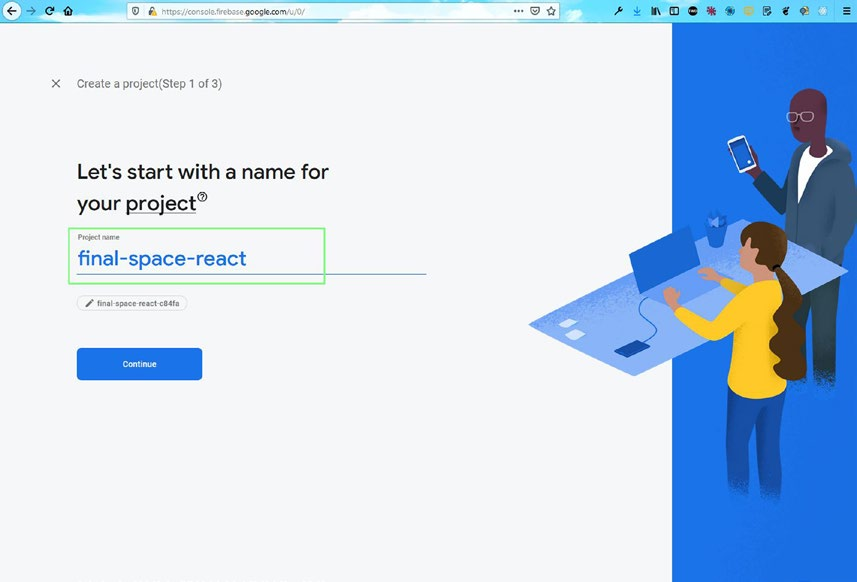 https://console.firebase.google.com/u/0/
Create a project(Step 1 of 3)
Let's start with a name for
your project
Project name
final-space-react
final-space-react-c84fa
Continue